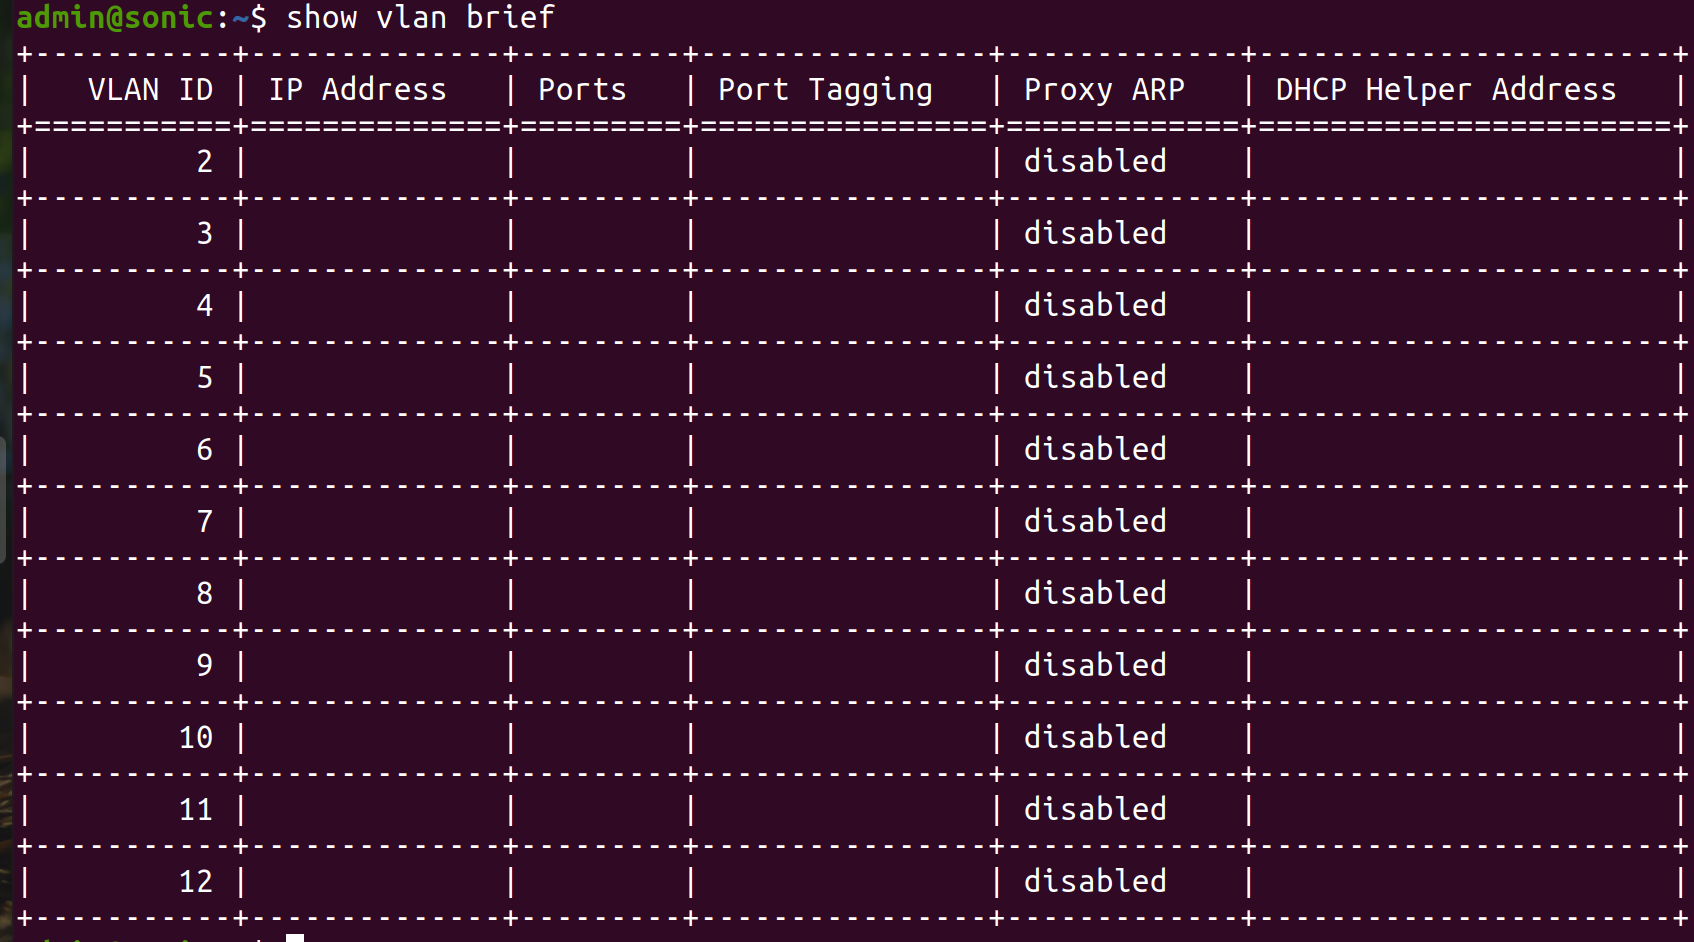 admin@sonic:~$ show vlan brief
+-----------+--------------+---------+----------------+-------------+-----------------------+
|   VLAN ID | IP Address   | Ports   | Port Tagging   | Proxy ARP   | DHCP Helper Address   |
+===========+==============+=========+================+=============+=======================+
|         2 |              |         |                | disabled    |                       |
+-----------+--------------+---------+----------------+-------------+-----------------------+
|         3 |              |         |                | disabled    |                       |
+-----------+--------------+---------+----------------+-------------+-----------------------+
|         4 |              |         |                | disabled    |                       |
+-----------+--------------+---------+----------------+-------------+-----------------------+
|         5 |              |         |                | disabled    |                       |
+-----------+--------------+---------+----------------+-------------+-----------------------+
|         6 |              |         |                | disabled    |                       |
+-----------+--------------+---------+----------------+-------------+-----------------------+
|         7 |              |         |                | disabled    |                       |
+-----------+--------------+---------+----------------+-------------+-----------------------+
|         8 |              |         |                | disabled    |                       |
+-----------+--------------+---------+----------------+-------------+-----------------------+
|         9 |              |         |                | disabled    |                       |
+-----------+--------------+---------+----------------+-------------+-----------------------+
|        10 |              |         |                | disabled    |                       |
+-----------+--------------+---------+----------------+-------------+-----------------------+
|        11 |              |         |                | disabled    |                       |
+-----------+--------------+---------+----------------+-------------+-----------------------+
|        12 |              |         |                | disabled    |                       |
+-----------+--------------+---------+----------------+-------------+-----------------------+